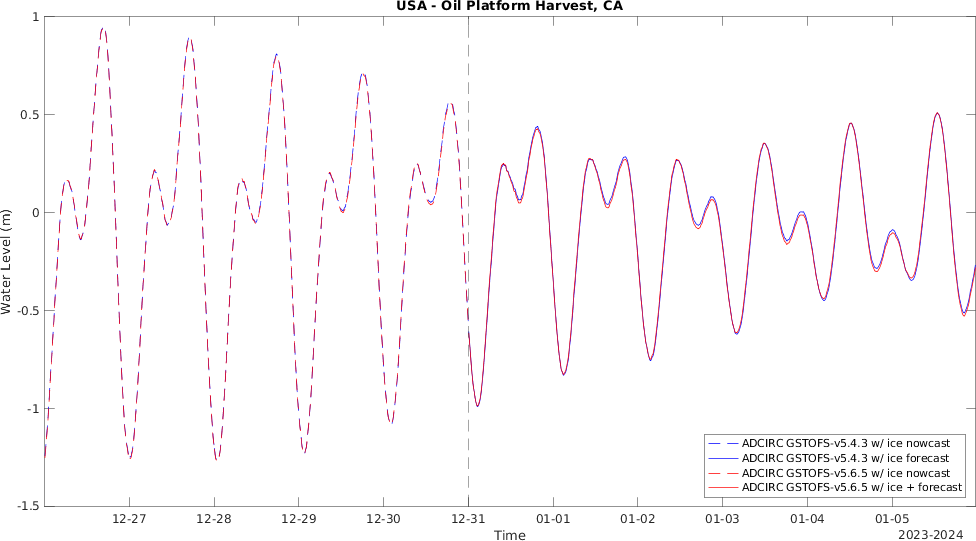 USA - Oil Platform Harvest, CA
Water Level (m)
1
0.5
0
-0.5
-1
-1.5
12-27 12-28 12-29 12-30 12-31 01-01 01-02 01-03 01-04 01-05
Time
2023-2024
ADCIRC GSTOFS-v5.4.3 w/ ice nowcast
ADCIRC GSTOFS-v5.4.3 w/ ice forecast
ADCIRC GSTOFS-v5.6.5 w/ ice nowcast
ADCIRC GSTOFS-v5.6.5 w/ ice + forecast